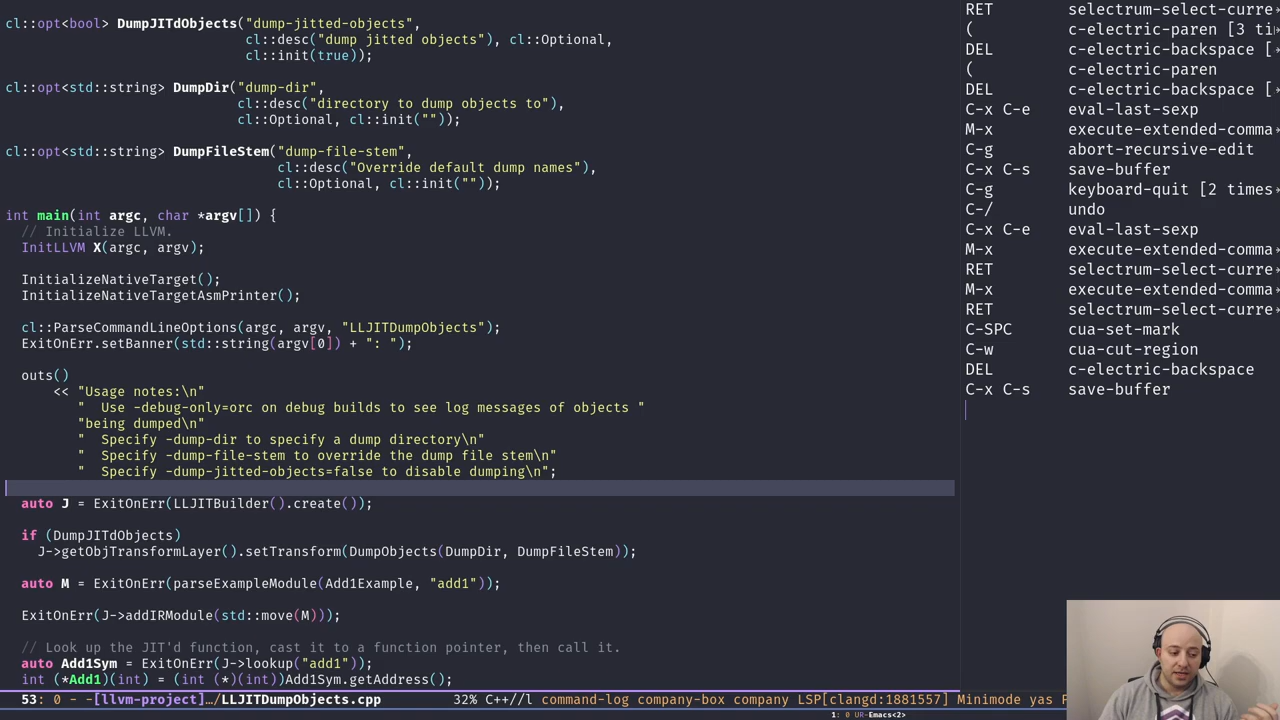 cl::opt<bool> DumpJITdObjects("dump-jitted-objects",
cl::desc("dump jitted objects"), cl::Optional,
cl::init(true));
cl::opt<std::string> DumpDir("dump-dir",
cl::desc("directory to dump objects to"),
cl::Optional, cl::init(""));
cl::opt<std::string> DumpFileStem("dump-file-stem",
cl::desc("Override default dump names"),
cl::Optional, cl::init(""));
int main(int argc, char *argv[]) {
// Initialize LLVM.
InitLLVM X(argc, argv);
InitializeNativeTarget();
InitializeNativeTargetAsmPrinter();
cl::ParseCommandLineOptions(argc, argv, "LLJITDumpObjects");
ExitOnErr.setBanner(std::string(argv[0]) + ": ");
outs()
<< "Usage notes:\n"
"  Use -debug-only=orc on debug builds to see log messages of objects "
"being dumped\n"
"  Specify -dump-dir to specify a dump directory\n"
"  Specify -dump-file-stem to override the dump file stem\n"
"  Specify -dump-jitted-objects=false to disable dumping\n";
auto J = ExitOnErr(LLJITBuilder().create());
if (DumpJITdObjects)
J->getObjTransformLayer().setTransform(DumpObjects(DumpDir, DumpFileStem));
auto M = ExitOnErr(parseExampleModule(Add1Example, "add1"));
ExitOnErr(J->addIRModule(std::move(M)));
// Look up the JIT'd function, cast it to a function pointer, then call it.
auto Add1Sym = ExitOnErr(J->lookup("add1"));
int (*Add1)(int) = (int (*)(int))Add1Sym.getAddress();
53: 0 - -[llvm-project]…/LLJITDumpObjects.cpp 32% C++//l command-log company-box company LSP[clangd:1881557] Minimode yas
1: 0 UR-Emacs<2>
RET selectrum-select-curre
( c-electric-paren [3 ti
DEL c-electric-backspace [
( c-electric-paren
DEL c-electric-backspace [
C-x C-e eval-last-sexp
M-x execute-extended-comma
C-g abort-recursive-edit
C-x C-s save-buffer
C-g keyboard-quit [2 times
C-/ undo
C-x C-e eval-last-sexp
M-x execute-extended-comma
RET selectrum-select-curre
M-x execute-extended-comma
RET selectrum-select-curre
C-SPC cua-set-mark
C-w cua-cut-region
DEL c-electric-backspace
C-x C-s save-buffer